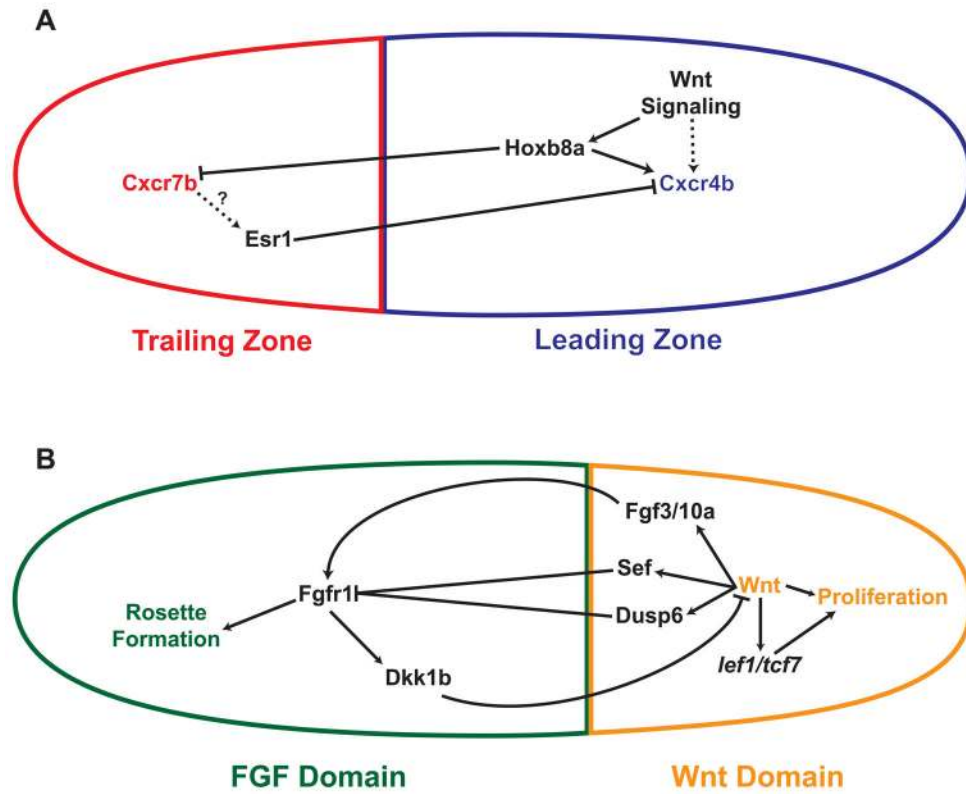 A
Wnt
Signaling
Hoxb8a
Cxcr7b
Cxcr4b
?
Esr1
Trailing Zone
Leading Zone
B
Fgf3/10a
Sef
Wnt
Fgfr1
Proliferation
Rosette
Formation
Dusp6
lef1/tcf7
Dkk1b
FGF Domain
Wnt Domain